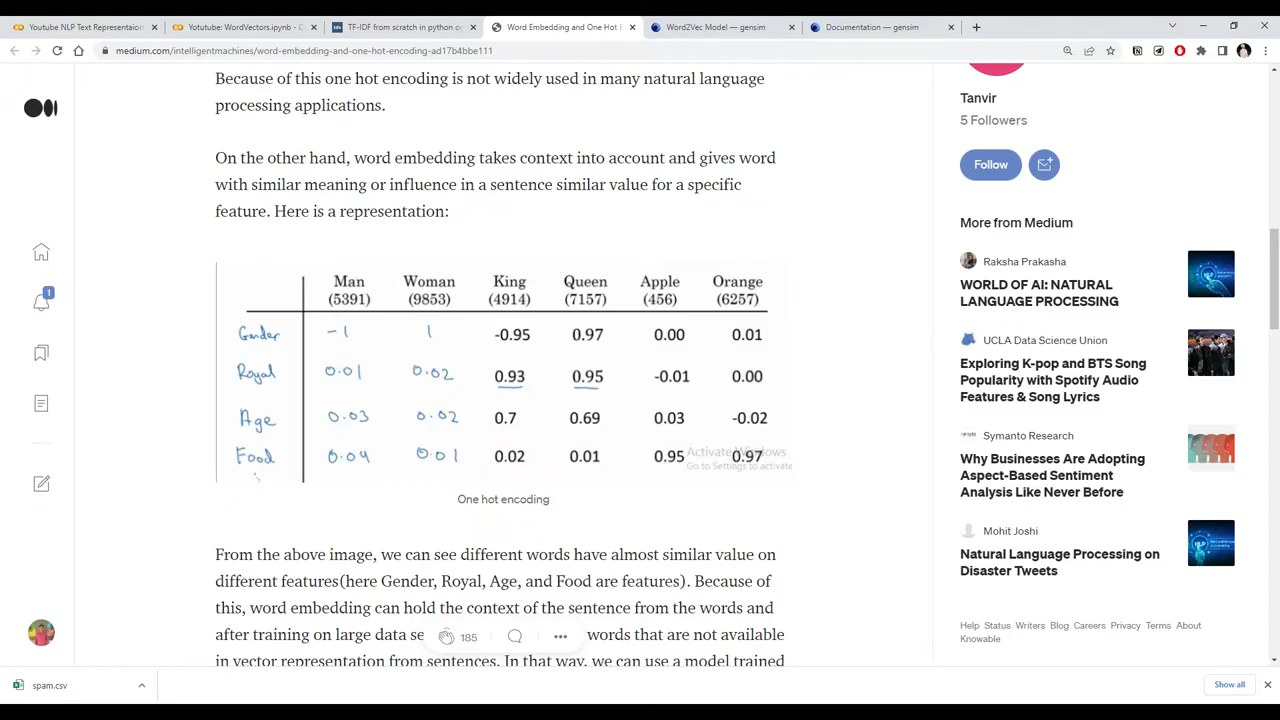 Youtube NLP Text Representaion
Yotutube: WordVectors.ipynb - C
TF-IDF from scratch in python o
Word Embedding and One Hot E
Word2Vec Model — gensim
Documentation — gensim
medium.com/intelligentmachines/word-embedding-and-one-hot-encoding-ad17b4bbe111
Because of this one hot encoding is not widely used in many natural language
processing applications.
On the other hand, word embedding takes context into account and gives word
with similar meaning or influence in a sentence similar value for a specific
feature. Here is a representation:
Man Woman King Queen Apple Orange
(5391) (9853) (4914) (7157) (456) (6257)
Gender -1 1 -0.95 0.97 0.00 0.01
Royal 0.01 0.02 0.93 0.95 -0.01 0.00
Age 0.03 0.02 0.7 0.69 0.03 -0.02
Food 0.04 0.01 0.02 0.01 0.95 0.97
Activate Windows
Go to Settings to activate
One hot encoding
From the above image, we can see different words have almost similar value on
different features(here Gender, Royal, Age, and Food are features). Because of
this, word embedding can hold the context of the sentence from the words and
after training on large data se words that are not available
in vector representation from sentences. In that way, we can use a model trained
185
1
Tanvir
5 Followers
Follow
More from Medium
Raksha Prakasha
WORLD OF AI: NATURAL
LANGUAGE PROCESSING
UCLA Data Science Union
Exploring K-pop and BTS Song
Popularity with Spotify Audio
Features & Song Lyrics
Symanto Research
Why Businesses Are Adopting
Aspect-Based Sentiment
Analysis Like Never Before
Mohit Joshi
Natural Language Processing on
Disaster Tweets
Help Status Writers Blog Careers Privacy Terms About
Knowable
spam.csv
Show all